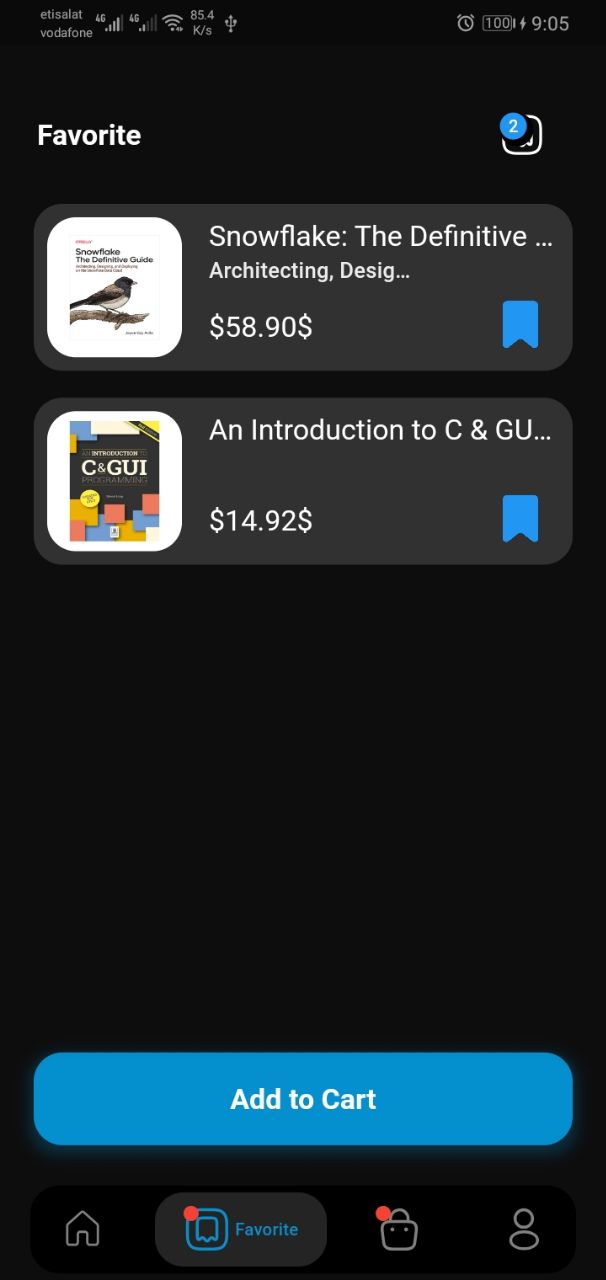 etisalat
vodafone
4G
4G
85.4
K/s
100
9:05
Favorite
2
O'REILLY
Snowflake
The Definitive Guide
Architecting, Designing, and Deploying
on the Snowflake Data Cloud
Snowflake: The Definitive ...
Architecting, Desig...
$58.90$
AN INTRODUCTION TO
C&GUI
PROGRAMMING
An Introduction to C & GU...
$14.92$
Add to Cart
Favorite